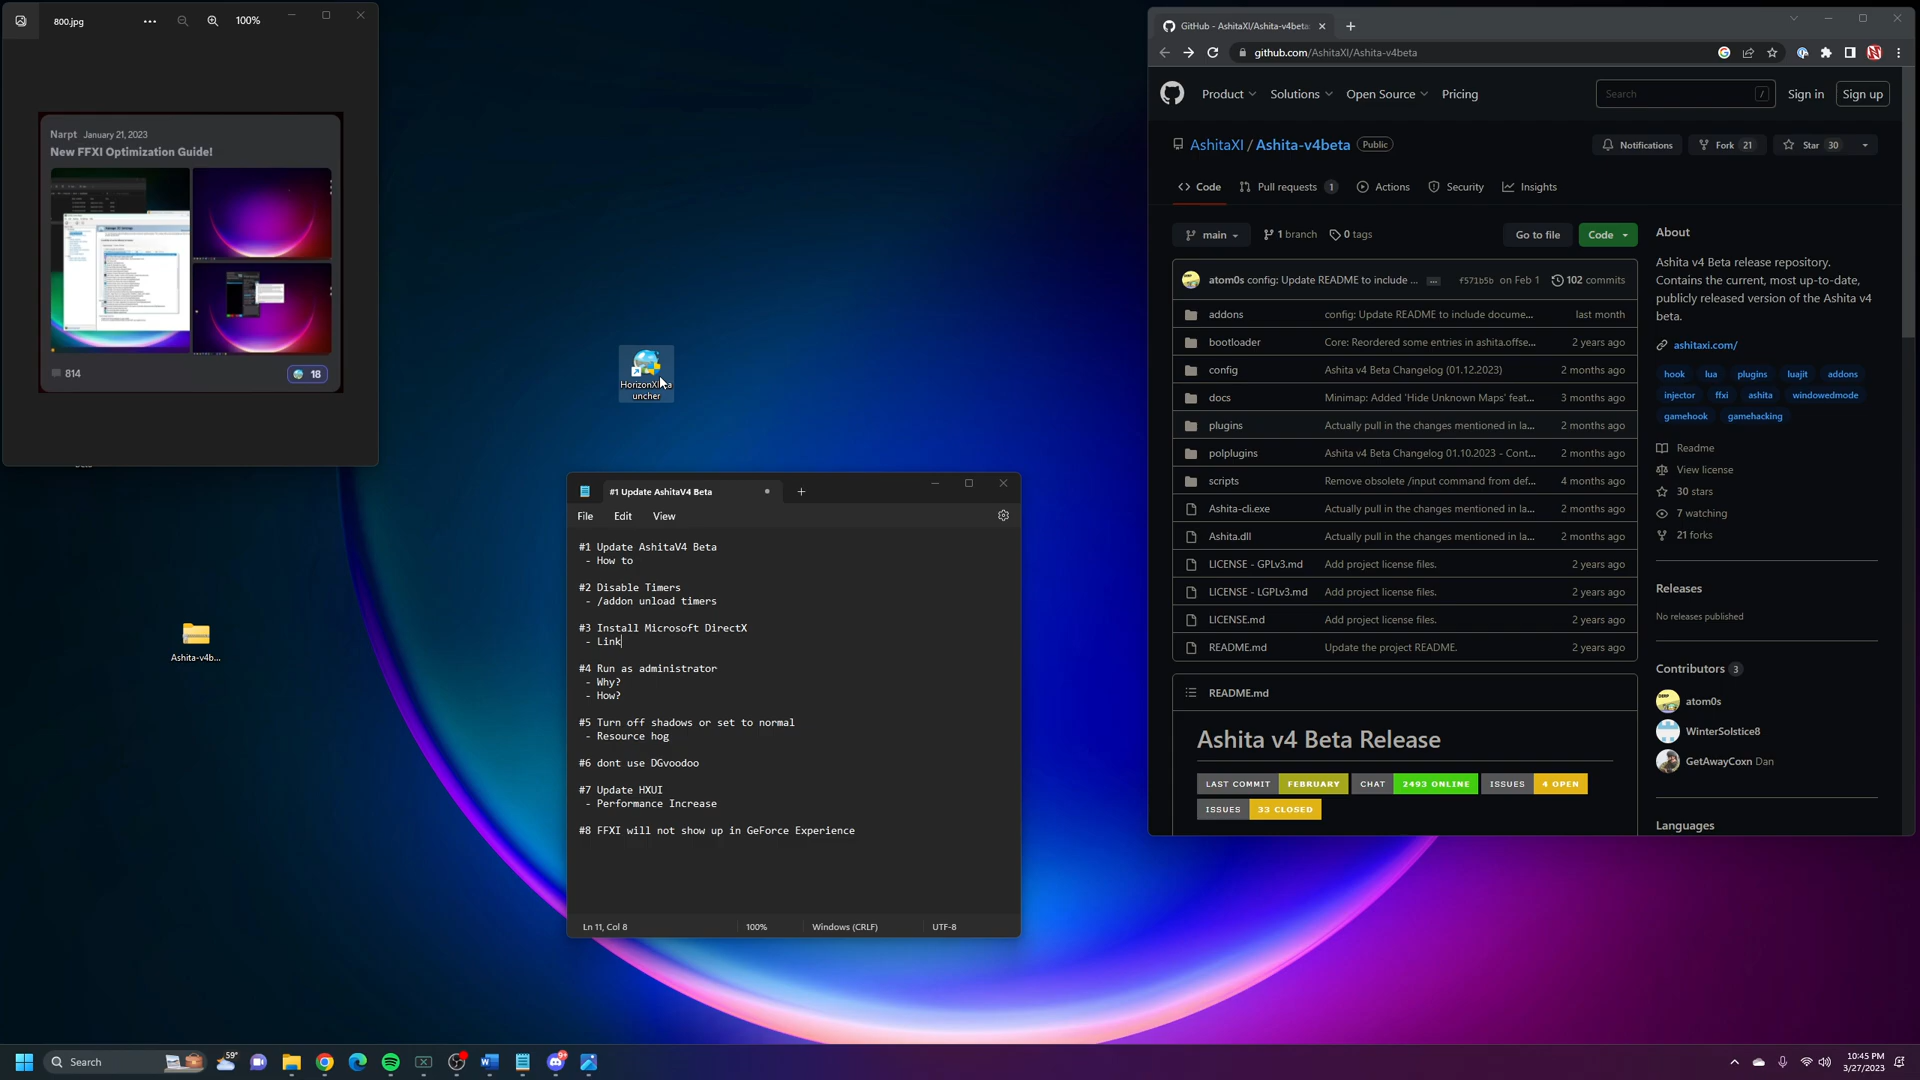 800.jpg
100%
Narpt January 21, 2023
New FFXI Optimization Guide!
814
18
HorizonXI
uncher
Ashita-v4b...
#1 Update AshitaV4 Beta
File Edit View
#1 Update AshitaV4 Beta
- How to
#2 Disable Timers
- /addon unload timers
#3 Install Microsoft DirectX
- Link
#4 Run as administrator
- Why?
- How?
#5 Turn off shadows or set to normal
- Resource hog
#6 dont use DGvoodoo
#7 Update HXUI
- Performance Increase
#8 FFXI will not show up in GeForce Experience
Ln 11, Col 8
100%
Windows (CRLF)
UTF-8
GitHub - AshitaXI/Ashita-v4beta:
github.com/AshitaXI/Ashita-v4beta
Product Solutions Open Source Pricing
Search /
Sign in
Sign up
AshitaXI / Ashita-v4beta Public
Notifications
Fork 21
Star 30
Code
Pull requests 1
Actions
Security
Insights
main
1 branch
0 tags
Go to file
Code
atom0s config: Update README to include ... ... f571b5b on Feb 1 102 commits
addons config: Update README to include docume... last month
bootloader Core: Reordered some entries in ashita.offse... 2 years ago
config Ashita v4 Beta Changelog (01.12.2023) 2 months ago
docs Minimap: Added 'Hide Unknown Maps' feat... 3 months ago
plugins Actually pull in the changes mentioned in la... 2 months ago
polplugins Ashita v4 Beta Changelog 01.10.2023 - Cont... 2 months ago
scripts Remove obsolete /input command from def... 4 months ago
Ashita-cli.exe Actually pull in the changes mentioned in la... 2 months ago
Ashita.dll Actually pull in the changes mentioned in la... 2 months ago
LICENSE - GPLv3.md Add project license files. 2 years ago
LICENSE - LGPLv3.md Add project license files. 2 years ago
LICENSE.md Add project license files. 2 years ago
README.md Update the project README. 2 years ago
README.md
Ashita v4 Beta Release
LAST COMMIT FEBRUARY CHAT 2493 ONLINE ISSUES 4 OPEN
ISSUES 33 CLOSED
About
Ashita v4 Beta release repository.
Contains the current, most up-to-date,
publicly released version of the Ashita v4
beta.
ashitaxi.com/
hook lua plugins luajit addons
injector ffxi ashita windowedmode
gamehook gamehacking
Readme
View license
30 stars
7 watching
21 forks
Releases
No releases published
Contributors 3
atom0s
WinterSolstice8
GetAwayCoxn Dan
Languages
Search
59°
9+
10:45 PM
3/27/2023